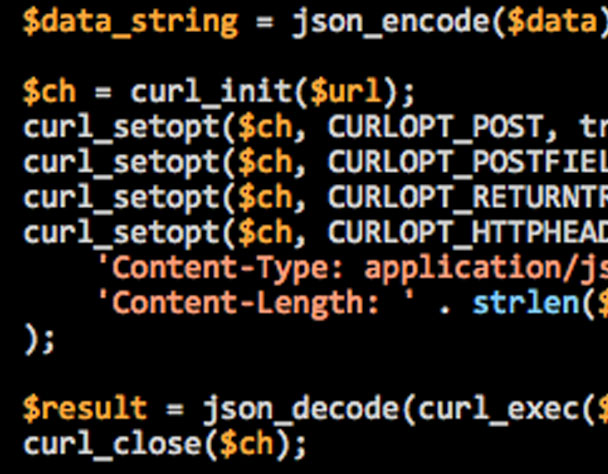 $data_string = json_encode($data)
$ch = curl_init($url);
curl_setopt($ch, CURLOPT_POST, tr
curl_setopt($ch, CURLOPT_POSTFIEL
curl_setopt($ch, CURLOPT_RETURNTR
curl_setopt($ch, CURLOPT_HTTPHEAD
'Content-Type: application/js
'Content-Length: ' . strlen($
);
$result = json_decode(curl_exec($
curl_close($ch);